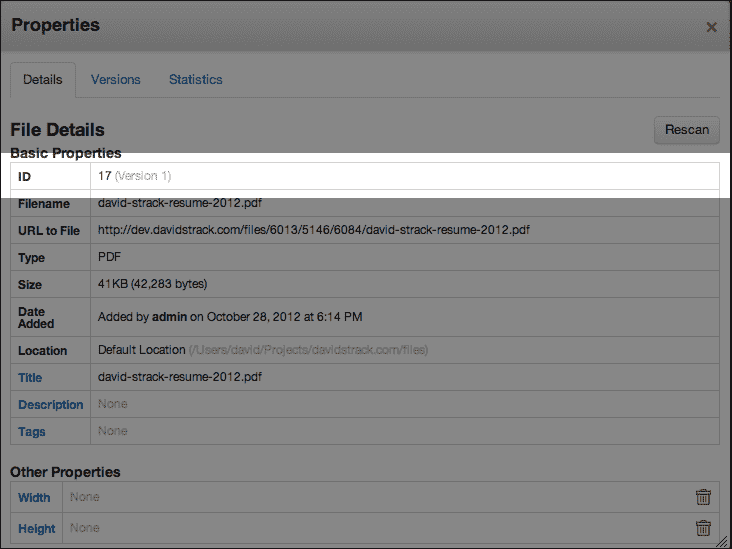 Properties
×
Details Versions Statistics
File Details
Rescan
Basic Properties
ID 17 (Version 1)
Filename david-strack-resume-2012.pdf
URL to File http://dev.davidstrack.com/files/6013/5146/6084/david-strack-resume-2012.pdf
Type PDF
Size 41KB (42,283 bytes)
Date
Added Added by admin on October 28, 2012 at 6:14 PM
Location Default Location (/Users/david/Projects/davidstrack.com/files)
Title david-strack-resume-2012.pdf
Description None
Tags None
Other Properties
Width None
Height None